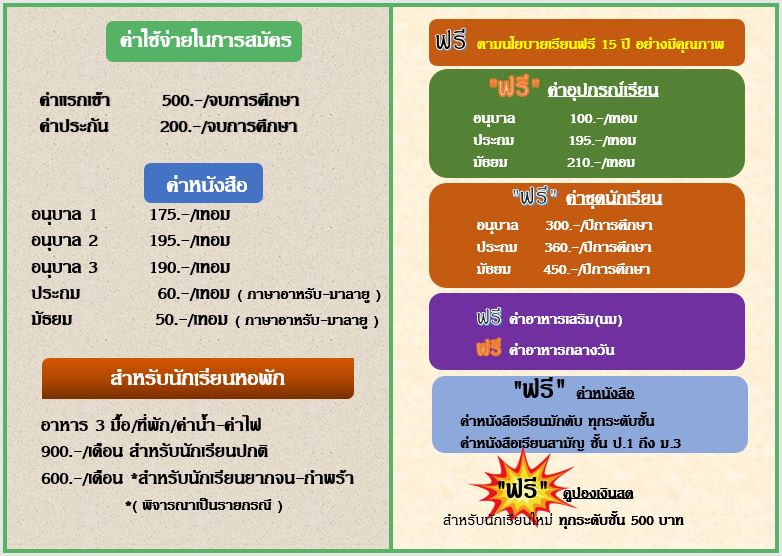 ค่าใช้จ่ายในการสมัคร
ค่าแรกเข้า 500.-/จบการศึกษา
ค่าประกัน 200.-/จบการศึกษา
ค่าหนังสือ
อนุบาล 1 175.-/เทอม
อนุบาล 2 195.-/เทอม
อนุบาล 3 190.-/เทอม
ประถม 60.-/เทอม ( ภาษาอาหรับ-มาลายู )
มัธยม 50.-/เทอม ( ภาษาอาหรับ-มาลายู )
สำหรับนักเรียนหอพัก
อาหาร 3 มื้อ/ที่พัก/ค่าน้ำ-ค่าไฟ
900.-/เดือน สำหรับนักเรียนปกติ
600.-/เดือน *สำหรับนักเรียนยากจน-กำพร้า
*( พิจารณาเป็นรายกรณี )
ฟรี ตามนโยบายเรียนฟรี 15 ปี อย่างมีคุณภาพ
"ฟรี" ค่าอุปกรณ์เรียน
อนุบาล 100.-/เทอม
ประถม 195.-/เทอม
มัธยม 210.-/เทอม
"ฟรี" ค่าชุดนักเรียน
อนุบาล 300.-/ปีการศึกษา
ประถม 360.-/ปีการศึกษา
มัธยม 450.-/ปีการศึกษา
ฟรี ค่าอาหารเสริม(นม)
ฟรี ค่าอาหารกลางวัน
"ฟรี" ค่าหนังสือ
ค่าหนังสือเรียนมักตับ ทุกระดับชั้น
ค่าหนังสือเรียนสามัญ ชั้น ป.1 ถึง ม.3
"ฟรี" คูปองเงินสด
สำหรับนักเรียนใหม่ ทุกระดับชั้น 500 บาท